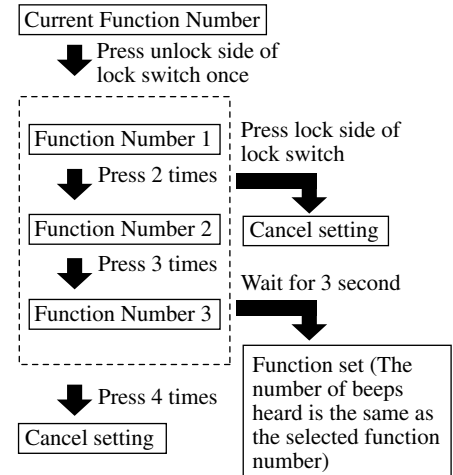 Current Function Number
Press unlock side of
lock switch once
Function Number 1
Press lock side of
lock switch
Press 2 times
Function Number 2
Cancel setting
Press 3 times
Wait for 3 second
Function Number 3
Function set (The
number of beeps
heard is the same as
the selected function
number)
Press 4 times
Cancel setting